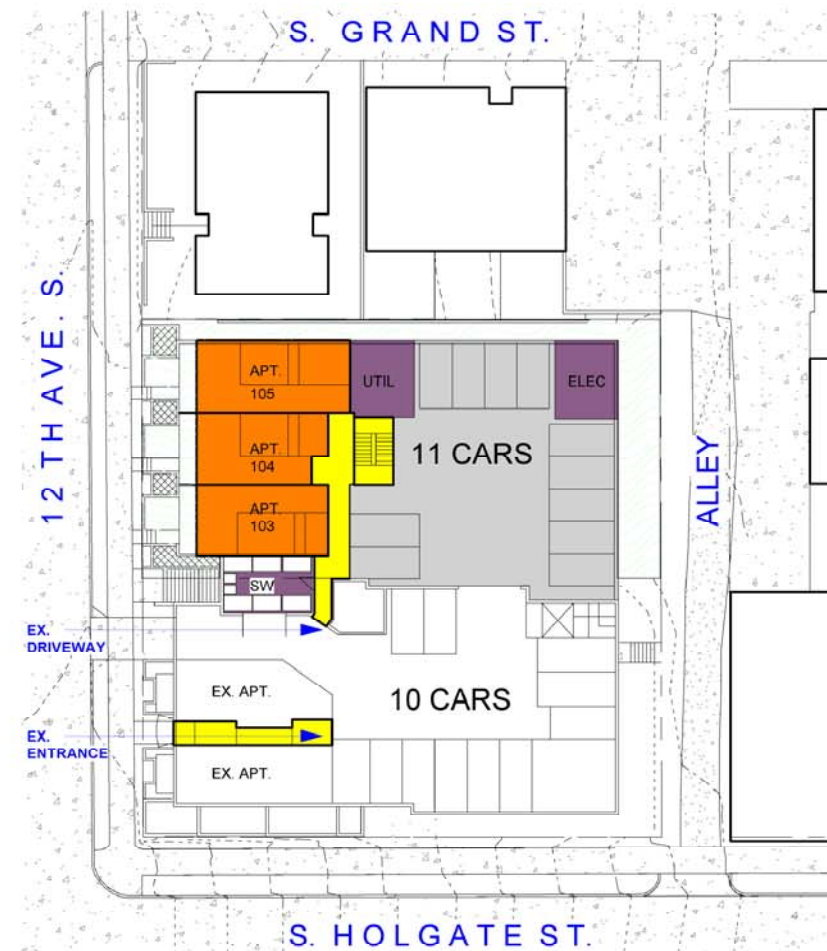 S. GRAND ST.
12 TH AVE. S.
APT.
105
UTIL
ELEC
APT.
104
11 CARS
ALLEY
APT.
103
SW
EX.
DRIVEWAY
EX. APT.
10 CARS
EX.
ENTRANCE
EX. APT.
S. HOLGATE ST.